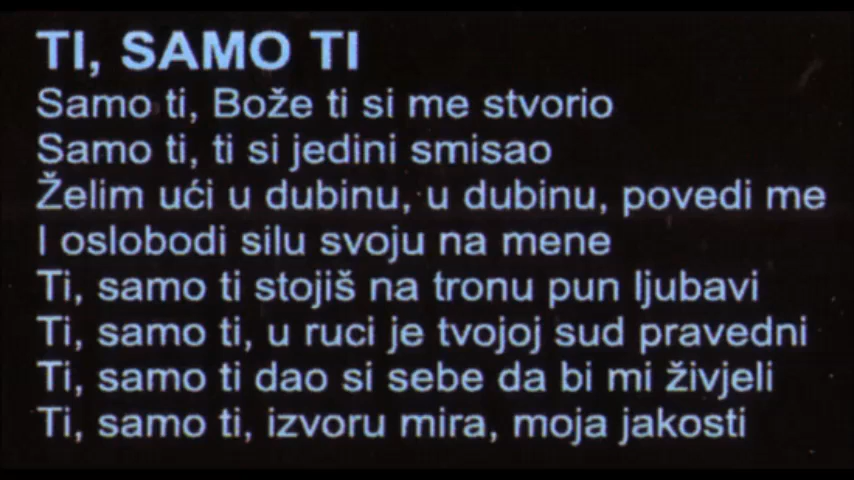 TI, SAMO TI
Samo ti, Bože ti si me stvorio
Samo ti, ti si jedini smisao
Želim ući u dubinu, u dubinu, povedi me
I oslobodi silu svoju na mene
Ti, samo ti stojiš na tronu pun ljubavi
Ti, samo ti, u ruci je tvojoj sud pravedni
Ti, samo ti dao si sebe da bi mi živjeli
Ti, samo ti, izvoru mira, moja jakosti